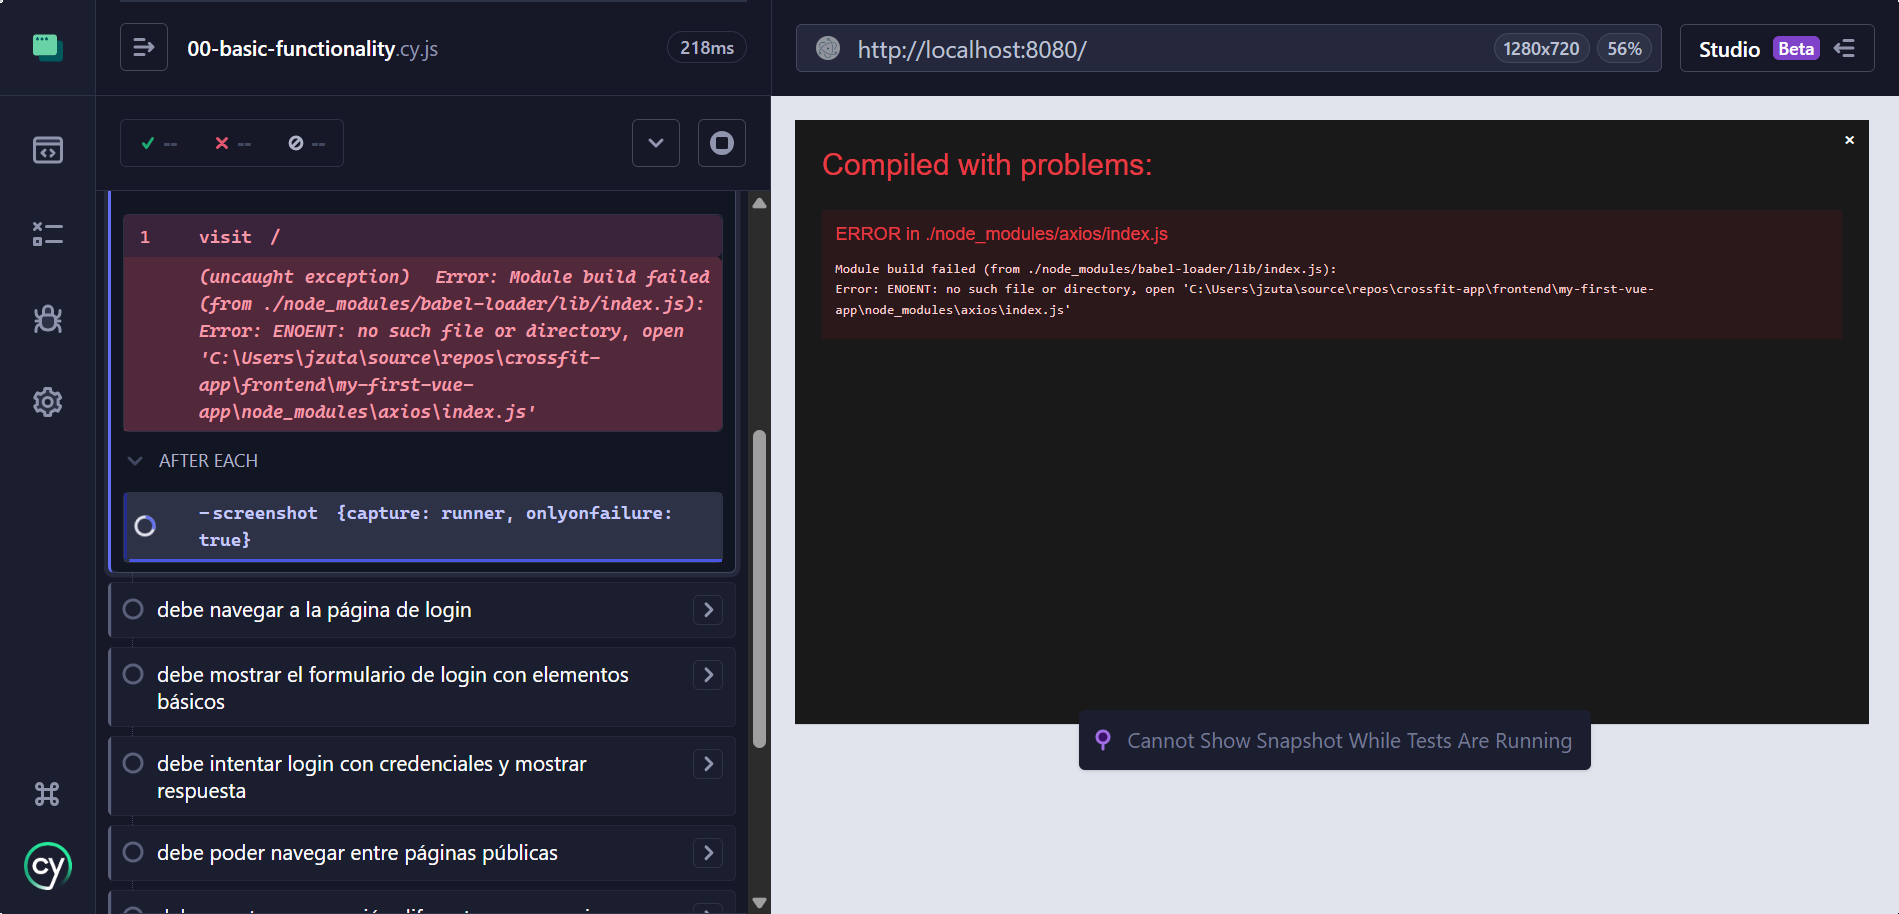 00-basic-functionality.cy.js
218ms
--
--
--
1 visit /
(uncaught exception) Error: Module build failed
(from ./node_modules/babel-loader/lib/index.js):
Error: ENOENT: no such file or directory, open
'C:\Users\jzuta\source\repos\crossfit-
app\frontend\my-first-vue-
app\node_modules\axios\index.js'
AFTER EACH
-screenshot {capture: runner, onlyonfailure:
true}
debe navegar a la página de login
debe mostrar el formulario de login con elementos
básicos
debe intentar login con credenciales y mostrar
respuesta
debe poder navegar entre páginas públicas
cy
http://localhost:8080/
1280x720
56%
Studio Beta
Compiled with problems:
×
ERROR in ./node_modules/axios/index.js
Module build failed (from ./node_modules/babel-loader/lib/index.js):
Error: ENOENT: no such file or directory, open 'C:\Users\jzuta\source\repos\crossfit-app\frontend\my-first-vue-
app\node_modules\axios\index.js'
Cannot Show Snapshot While Tests Are Running